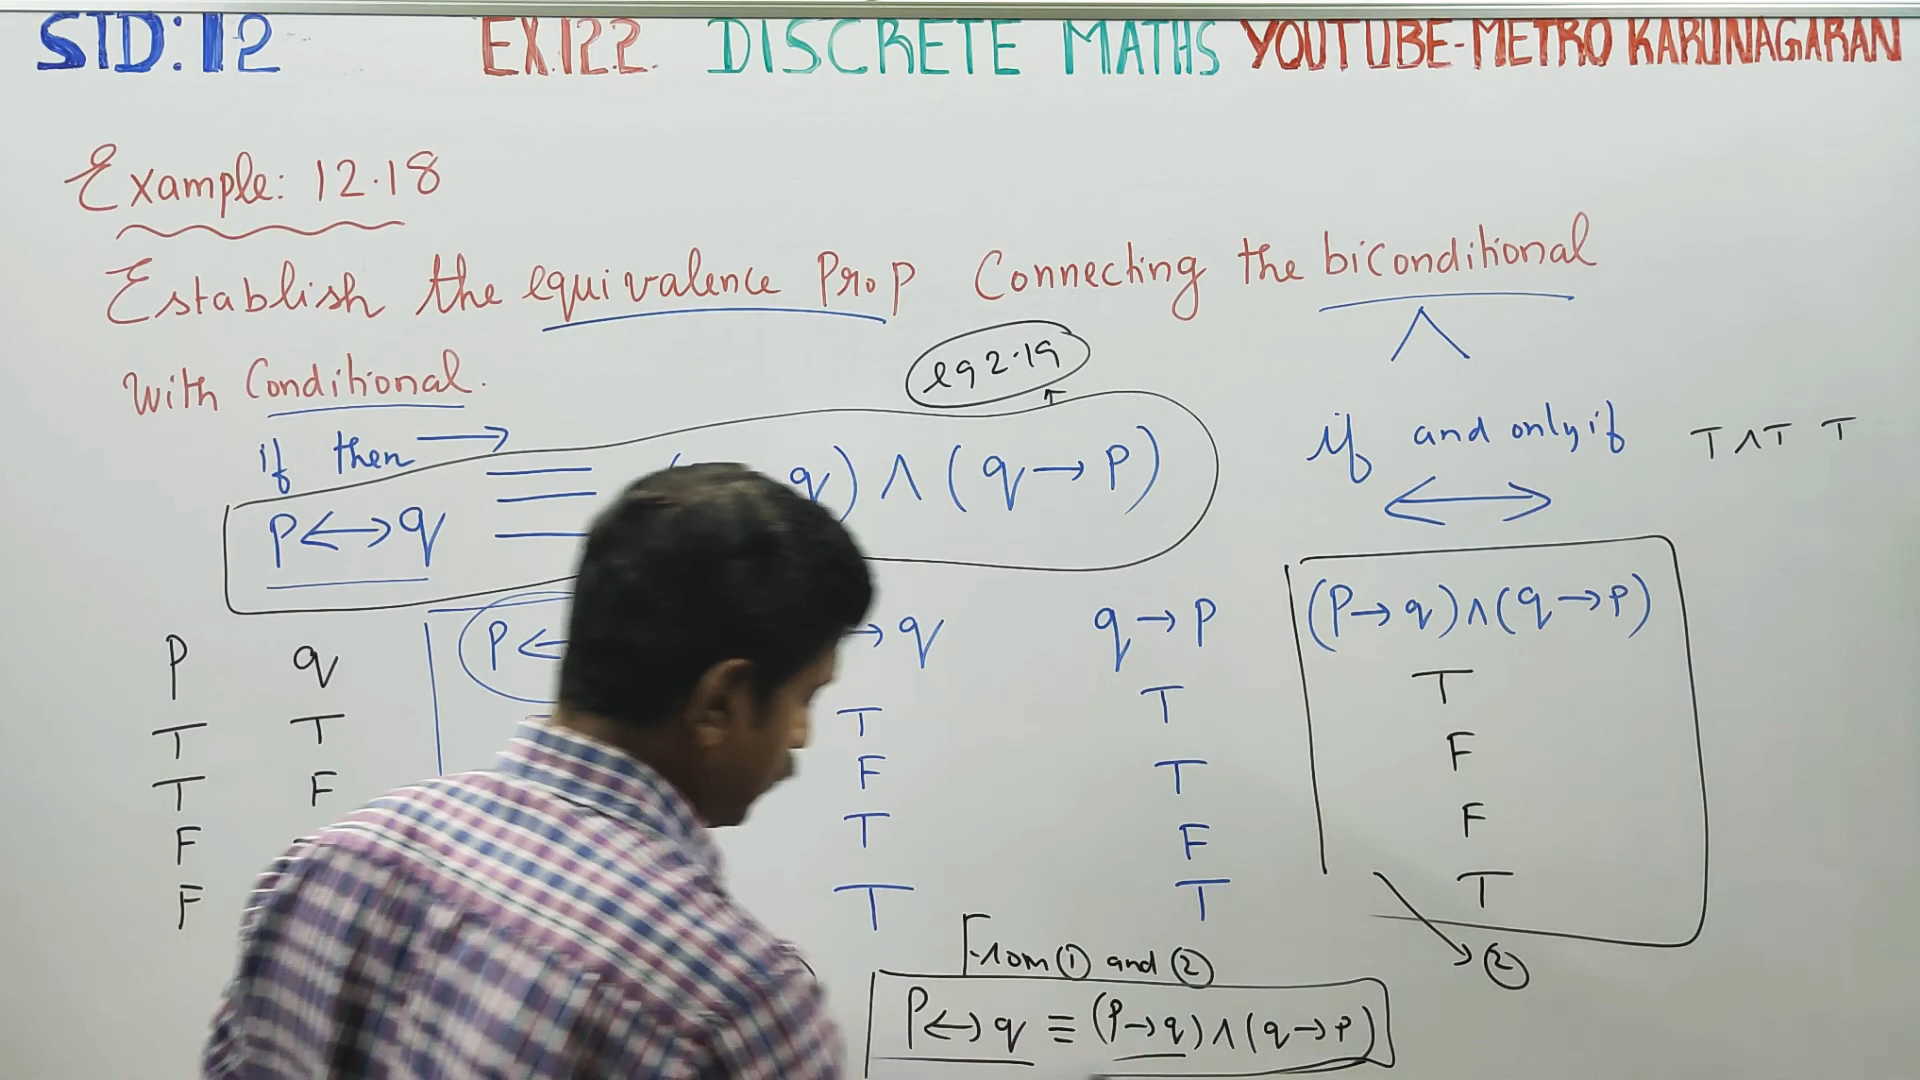 STD: 12 EX.12.2. DISCRETE MATHS YOUTUBE-METRO KARUNAGARAN
Example: 12.18
Establish the equivalence Prop Connecting the biconditional
With Conditional.
∧
eg 2.19
if then →
if and only if T ∧ T T
↔
P ↔ q ≡ q) ∧ (q → P)
P q P ↔ → q q → P (P → q) ∧ (q → P)
T T T T T
T F F T F
F T F F
F T T T
From ① and ②
②
P ↔ q ≡ (P → q) ∧ (q → P)